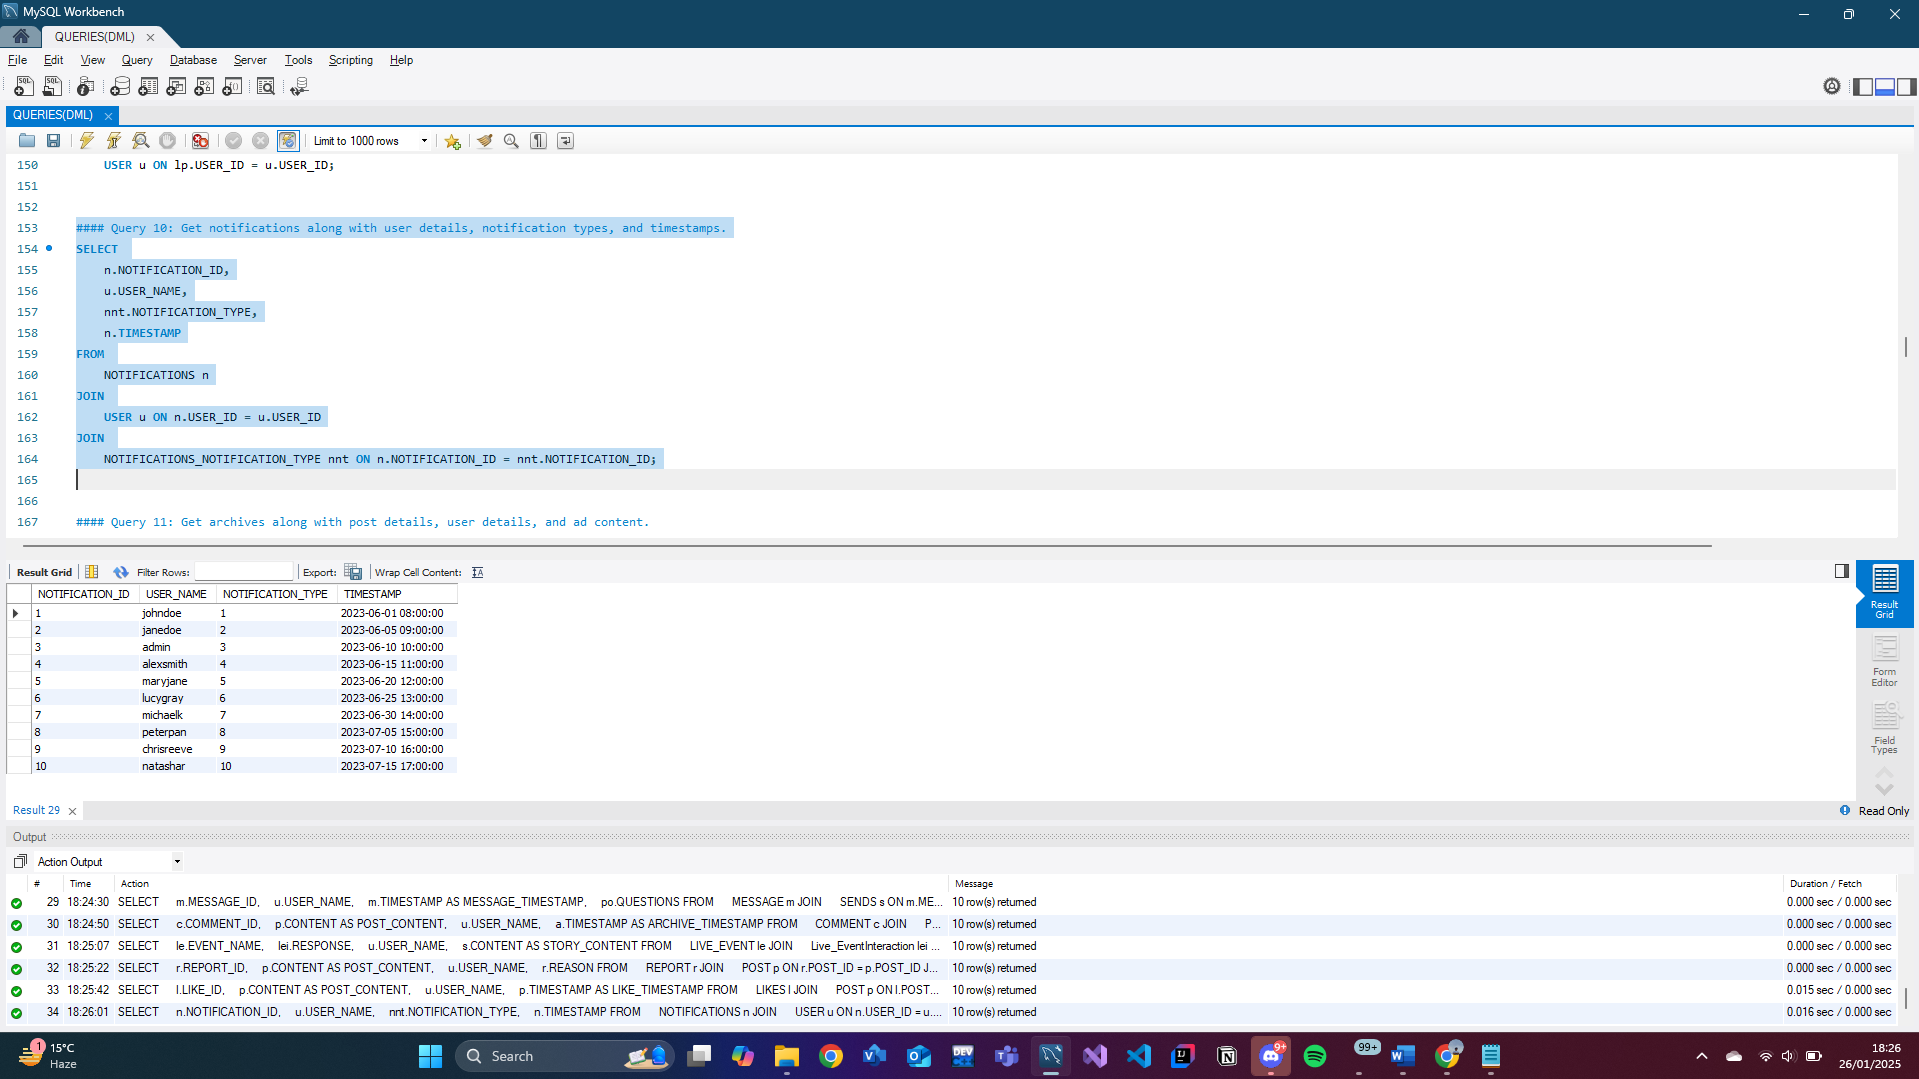 MySQL Workbench
QUERIES(DML)
File Edit View Query Database Server Tools Scripting Help
QUERIES(DML)
Limit to 1000 rows
150 USER u ON lp.USER_ID = u.USER_ID;
151
152
153 #### Query 10: Get notifications along with user details, notification types, and timestamps.
154 SELECT
155 n.NOTIFICATION_ID,
156 u.USER_NAME,
157 nnt.NOTIFICATION_TYPE,
158 n.TIMESTAMP
159 FROM
160 NOTIFICATIONS n
161 JOIN
162 USER u ON n.USER_ID = u.USER_ID
163 JOIN
164 NOTIFICATIONS_NOTIFICATION_TYPE nnt ON n.NOTIFICATION_ID = nnt.NOTIFICATION_ID;
165
166
167 #### Query 11: Get archives along with post details, user details, and ad content.
Result Grid Filter Rows: Export: Wrap Cell Content:
NOTIFICATION_ID USER_NAME NOTIFICATION_TYPE TIMESTAMP
1 johndoe 1 2023-06-01 08:00:00
2 janedoe 2 2023-06-05 09:00:00
3 admin 3 2023-06-10 10:00:00
4 alexsmith 4 2023-06-15 11:00:00
5 maryjane 5 2023-06-20 12:00:00
6 lucygray 6 2023-06-25 13:00:00
7 michaelk 7 2023-06-30 14:00:00
8 peterpan 8 2023-07-05 15:00:00
9 chrisreeve 9 2023-07-10 16:00:00
10 natashar 10 2023-07-15 17:00:00
Result
Grid
Form
Editor
Field
Types
Result 29
Read Only
Output
Action Output
# Time Action Message Duration / Fetch
29 18:24:30 SELECT m.MESSAGE_ID, u.USER_NAME, m.TIMESTAMP AS MESSAGE_TIMESTAMP, po.QUESTIONS FROM MESSAGE m JOIN SENDS s ON m.ME... 10 row(s) returned 0.000 sec / 0.000 sec
30 18:24:50 SELECT c.COMMENT_ID, p.CONTENT AS POST_CONTENT, u.USER_NAME, a.TIMESTAMP AS ARCHIVE_TIMESTAMP FROM COMMENT c JOIN P... 10 row(s) returned 0.000 sec / 0.000 sec
31 18:25:07 SELECT le.EVENT_NAME, lei.RESPONSE, u.USER_NAME, s.CONTENT AS STORY_CONTENT FROM LIVE_EVENT le JOIN Live_EventInteraction lei ... 10 row(s) returned 0.000 sec / 0.000 sec
32 18:25:22 SELECT r.REPORT_ID, p.CONTENT AS POST_CONTENT, u.USER_NAME, r.REASON FROM REPORT r JOIN POST p ON r.POST_ID = p.POST_ID J... 10 row(s) returned 0.000 sec / 0.000 sec
33 18:25:42 SELECT l.LIKE_ID, p.CONTENT AS POST_CONTENT, u.USER_NAME, p.TIMESTAMP AS LIKE_TIMESTAMP FROM LIKES l JOIN POST p ON l.POST... 10 row(s) returned 0.015 sec / 0.000 sec
34 18:26:01 SELECT n.NOTIFICATION_ID, u.USER_NAME, nnt.NOTIFICATION_TYPE, n.TIMESTAMP FROM NOTIFICATIONS n JOIN USER u ON n.USER_ID = u.... 10 row(s) returned 0.016 sec / 0.000 sec
1 15°C
Haze
Search
DEV
9+
99+
18:26
26/01/2025